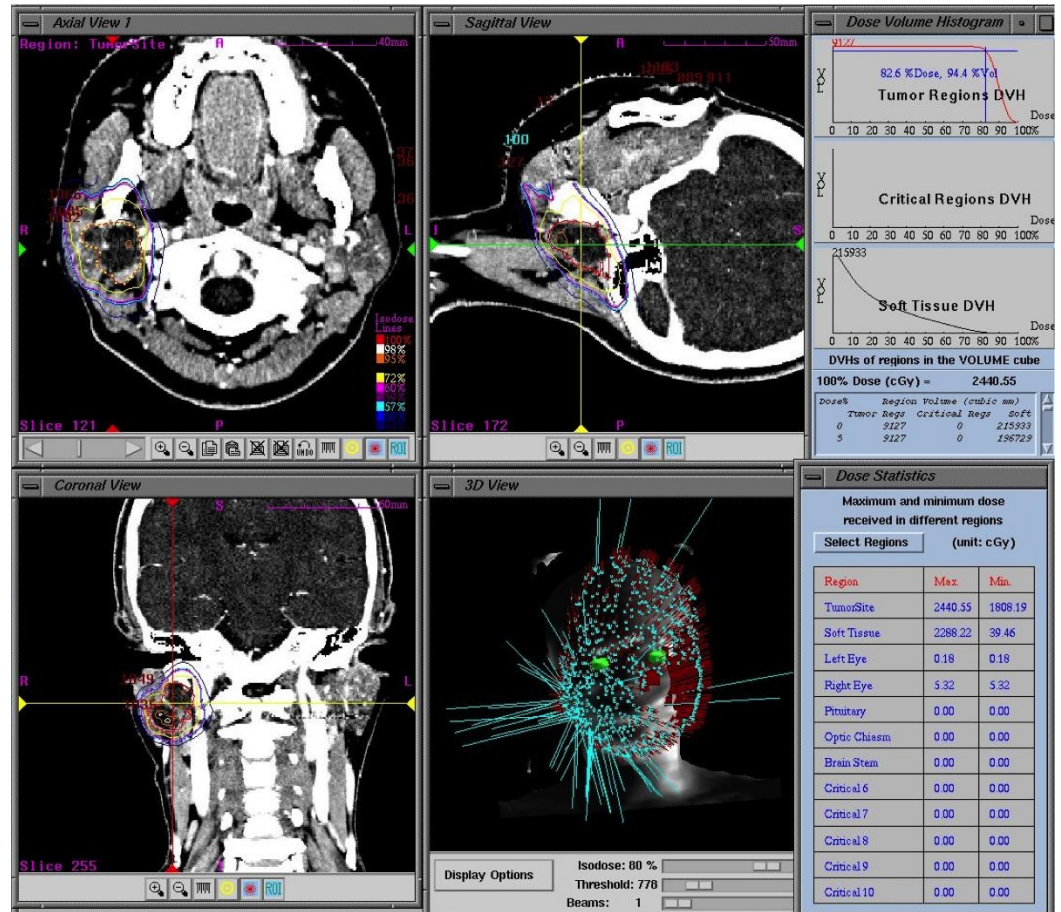 Axial View 1
Region: TumorSite
A
40mm
R
L
Isodose
Lines
100%
98%
95%
72%
60%
57%
Slice 121
P
UNDO
ROI
Sagittal View
A
50mm
100
I
P
S
Slice 172
P
ROI
Dose Volume Histogram
9127
82.6 %Dose, 94.4 %Vol
VOL
Tumor Regions DVH
Dose
0 10 20 30 40 50 60 70 80 90 100%
VOL
Critical Regions DVH
Dose
0 10 20 30 40 50 60 70 80 90 100%
215933
VOL
Soft Tissue DVH
Dose
0 10 20 30 40 50 60 70 80 90 100%
DVHs of regions in the VOLUME cube
100% Dose (cGy) = 2440.55
Dose% Region Volume (cubic mm)
Tumor Regs Critical Regs Soft
0 9127 0 215933
5 9127 0 196729
Coronal View
S
50mm
R
L
Slice 255
ROI
3D View
Display Options
Isodose: 80 %
Threshold: 778
Beams: 1
Dose Statistics
Maximum and minimum dose
received in different regions
Select Regions (unit: cGy)
Region Max. Min.
TumorSite 2440.55 1808.19
Soft Tissue 2288.22 39.46
Left Eye 0.18 0.18
Right Eye 5.32 5.32
Pituitary 0.00 0.00
Optic Chiasm 0.00 0.00
Brain Stem 0.00 0.00
Critical 6 0.00 0.00
Critical 7 0.00 0.00
Critical 8 0.00 0.00
Critical 9 0.00 0.00
Critical 10 0.00 0.00